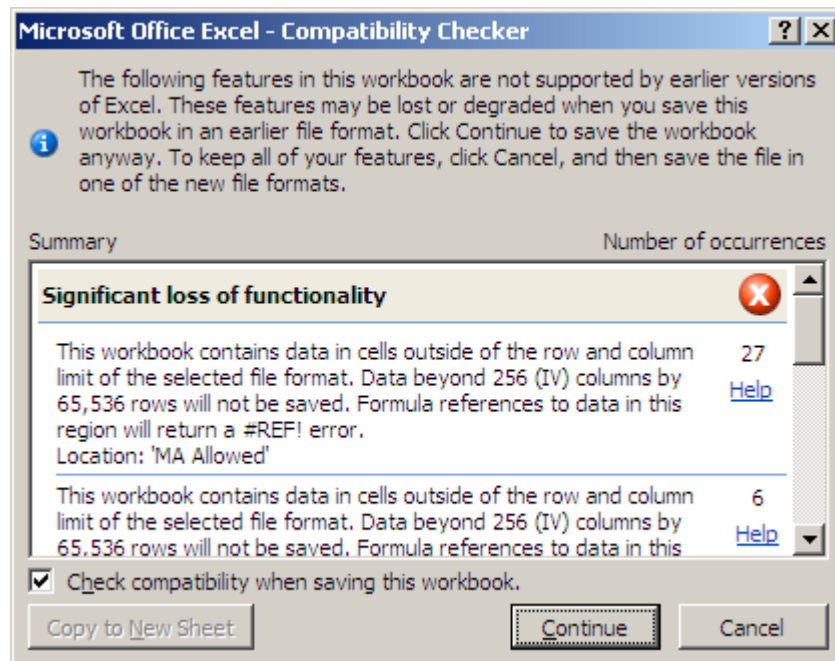 Microsoft Office Excel - Compatibility Checker
The following features in this workbook are not supported by earlier versions
of Excel. These features may be lost or degraded when you save this
workbook in an earlier file format. Click Continue to save the workbook
anyway. To keep all of your features, click Cancel, and then save the file in
one of the new file formats.
Summary Number of occurrences
Significant loss of functionality
This workbook contains data in cells outside of the row and column 27
limit of the selected file format. Data beyond 256 (IV) columns by Help
65,536 rows will not be saved. Formula references to data in this
region will return a #REF! error.
Location: 'MA Allowed'
This workbook contains data in cells outside of the row and column 6
limit of the selected file format. Data beyond 256 (IV) columns by Help
65,536 rows will not be saved. Formula references to data in this
Check compatibility when saving this workbook.
Copy to New Sheet Continue Cancel